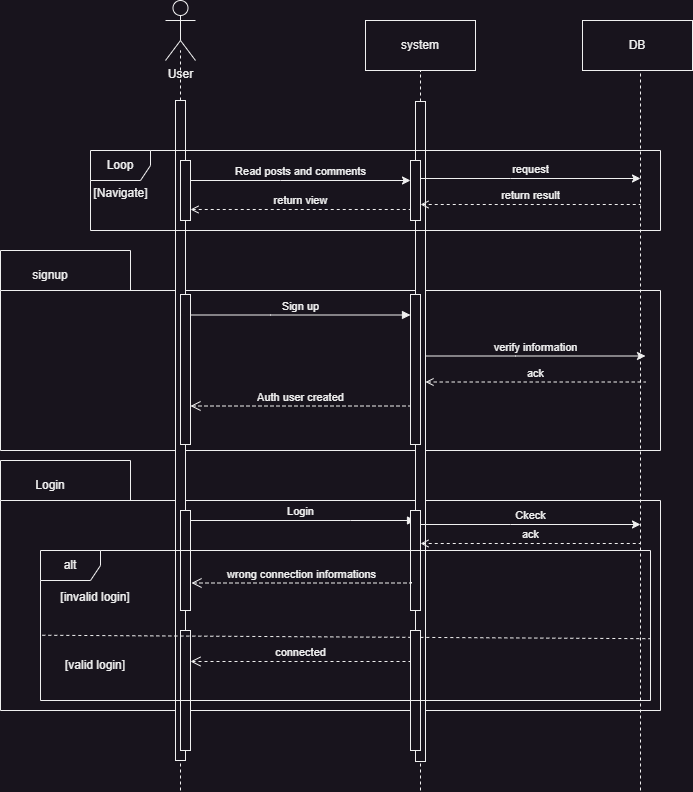 User
system
DB
Loop
[Navigate]
Read posts and comments
request
return view
return result
signup
Sign up
verify information
ack
Auth user created
Login
Login
Ckeck
ack
alt
[invalid login]
wrong connection informations
[valid login]
connected